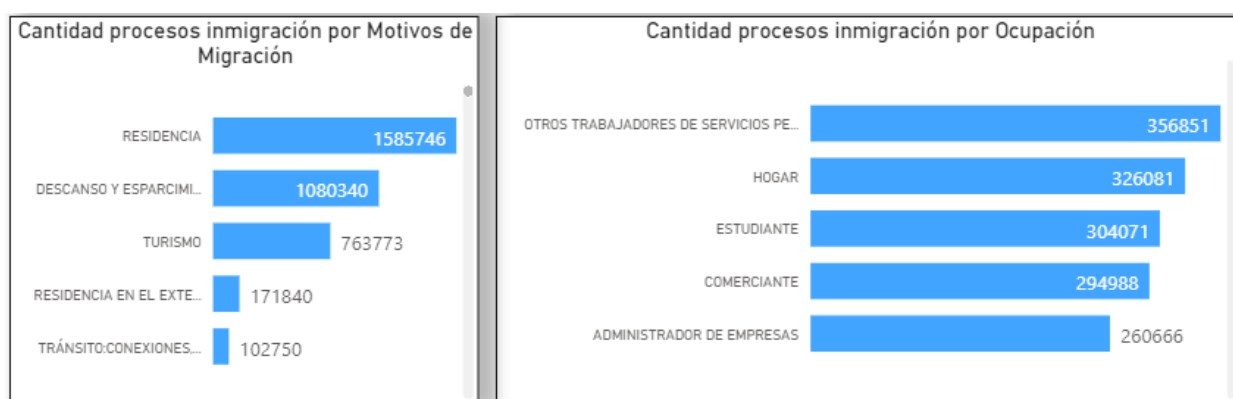 Cantidad procesos inmigración por Motivos de
Migración
RESIDENCIA 1585746
DESCANSO Y ESPARCIMI... 1080340
TURISMO 763773
RESIDENCIA EN EL EXTE... 171840
TRÁNSITO:CONEXIONES,... 102750
Cantidad procesos inmigración por Ocupación
OTROS TRABAJADORES DE SERVICIOS PE... 356851
HOGAR 326081
ESTUDIANTE 304071
COMERCIANTE 294988
ADMINISTRADOR DE EMPRESAS 260666